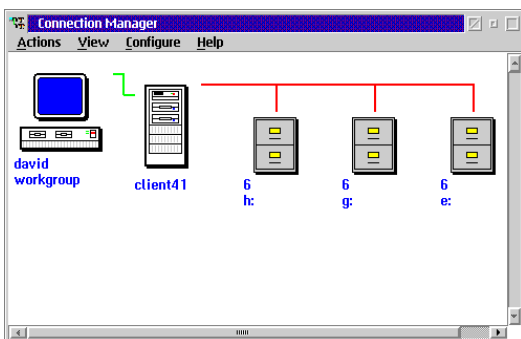 Connection Manager
Actions View Configure Help
david
workgroup
client41
6
h:
6
g:
6
e: